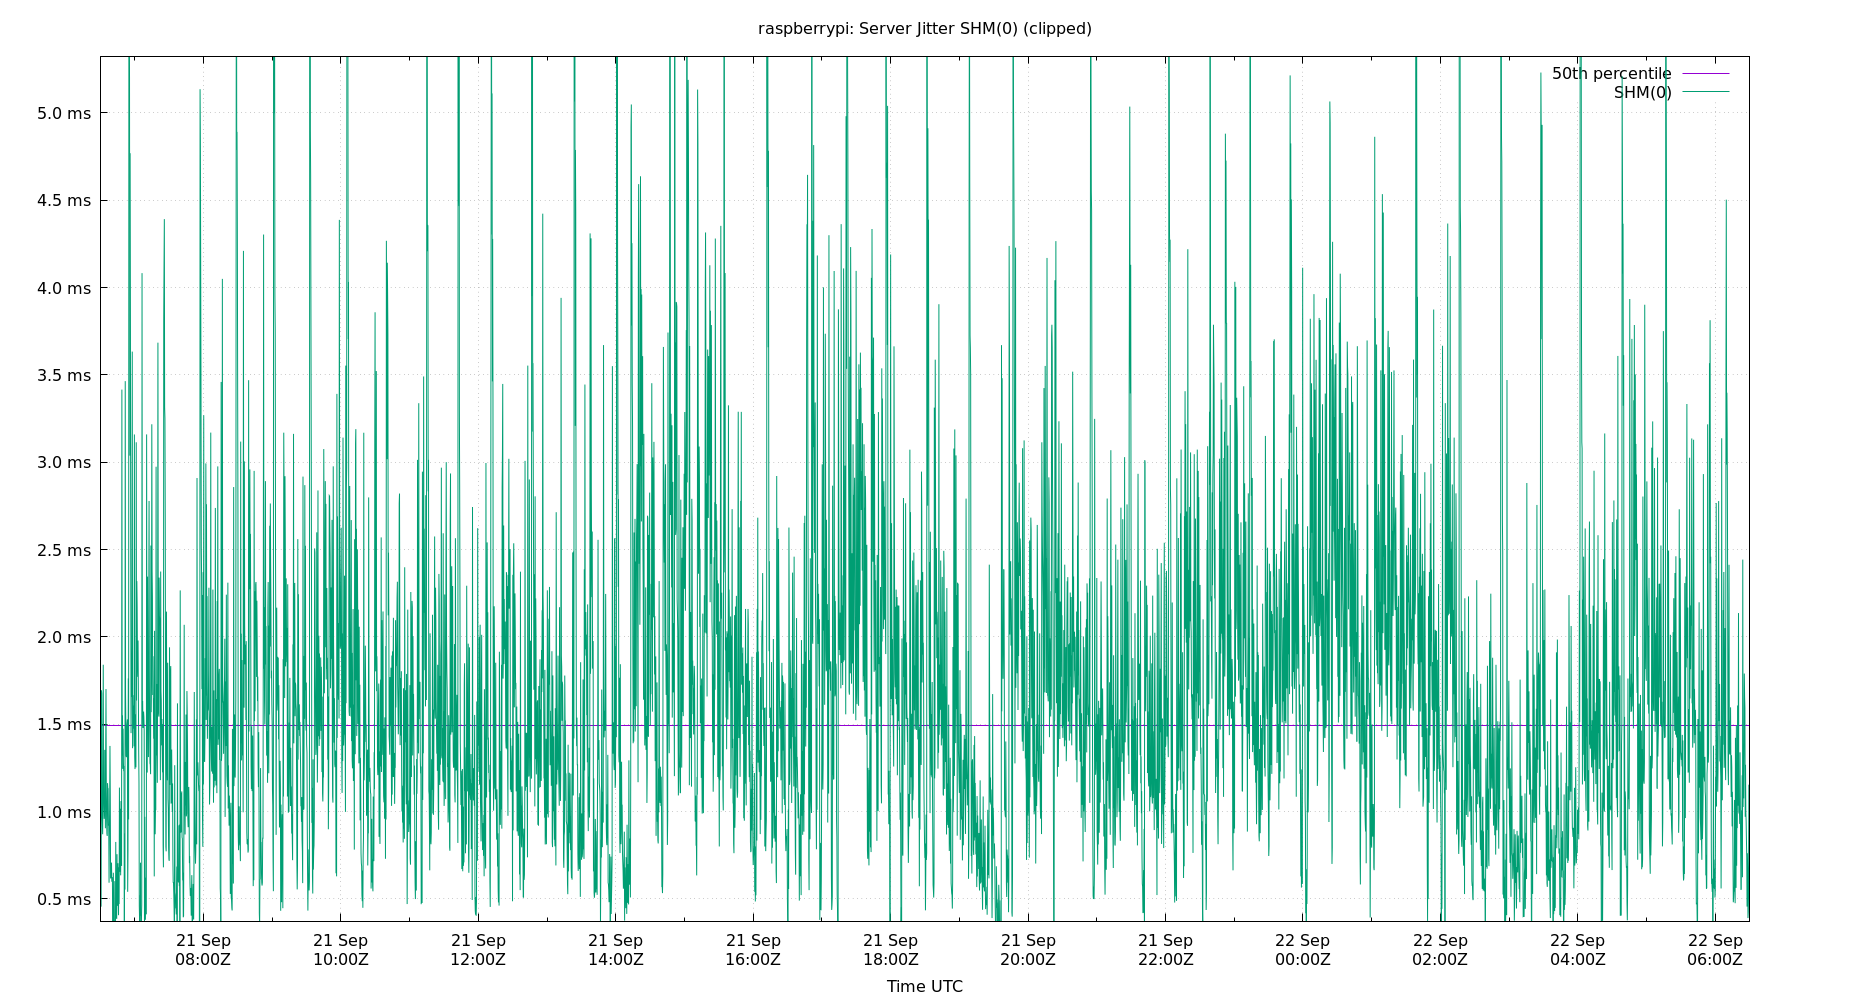 raspberrypi: Server Jitter SHM(0) (clipped)
50th percentile
SHM(0)
5.0 ms
4.5 ms
4.0 ms
3.5 ms
3.0 ms
2.5 ms
2.0 ms
1.5 ms
1.0 ms
0.5 ms
21 Sep 21 Sep 21 Sep 21 Sep 21 Sep 21 Sep 21 Sep 21 Sep 22 Sep 22 Sep 22 Sep 22 Sep
08:00Z 10:00Z 12:00Z 14:00Z 16:00Z 18:00Z 20:00Z 22:00Z 00:00Z 02:00Z 04:00Z 06:00Z
Time UTC